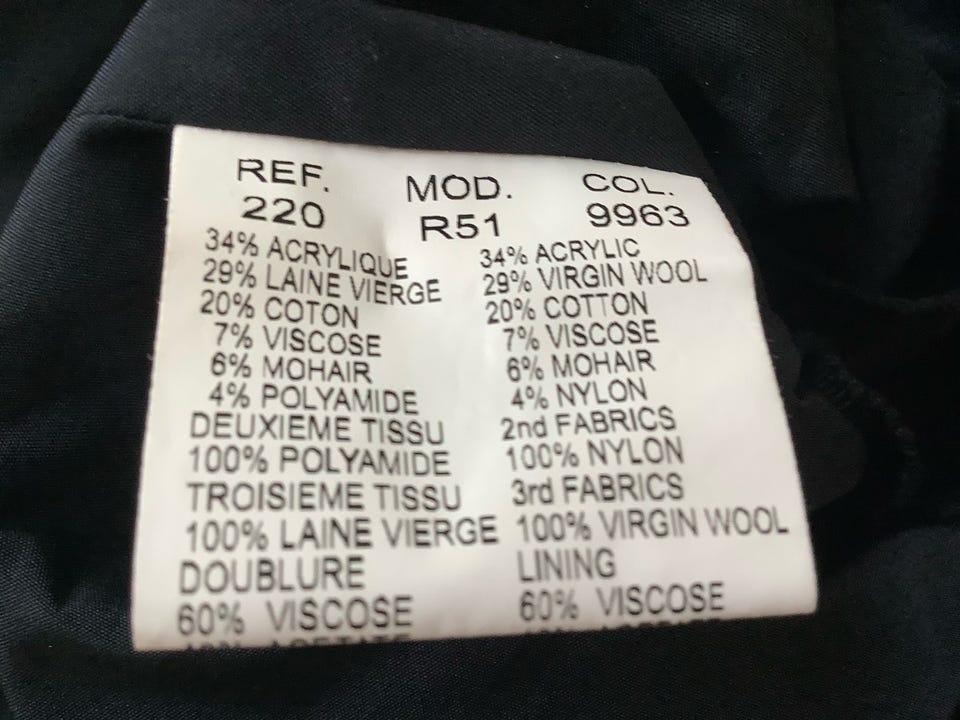 REF. MOD. COL.
220 R51 9963
34% ACRYLIQUE 34% ACRYLIC
29% LAINE VIERGE 29% VIRGIN WOOL
20% COTON 20% COTTON
7% VISCOSE 7% VISCOSE
6% MOHAIR 6% MOHAIR
4% POLYAMIDE 4% NYLON
DEUXIEME TISSU 2nd FABRICS
100% POLYAMIDE 100% NYLON
TROISIEME TISSU 3rd FABRICS
100% LAINE VIERGE 100% VIRGIN WOOL
DOUBLURE LINING
60% VISCOSE 60% VISCOSE